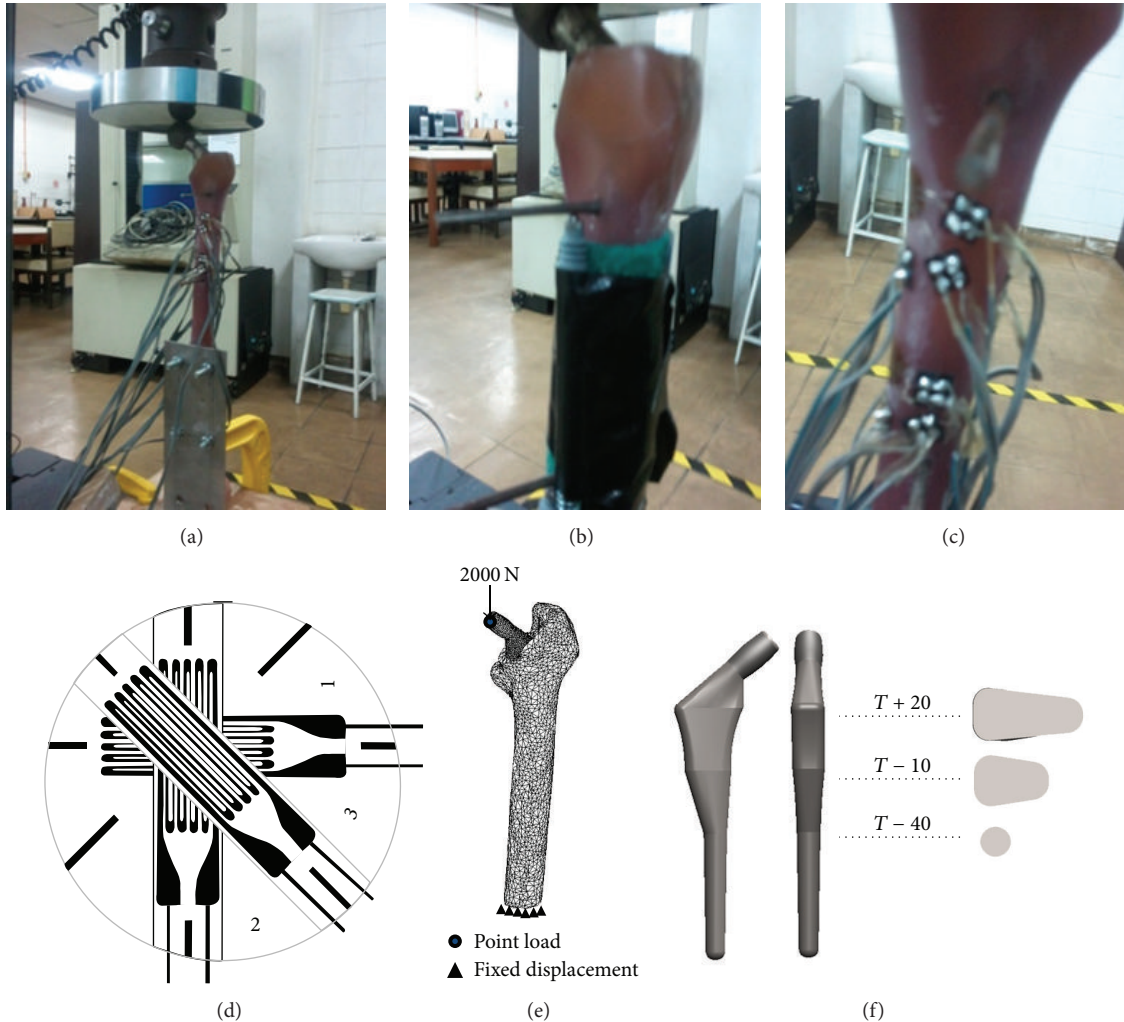 (a)
(b)
(c)
2000 N
1
3
2
Point load
Fixed displacement
T + 20
T − 10
T − 40
(d)
(e)
(f)